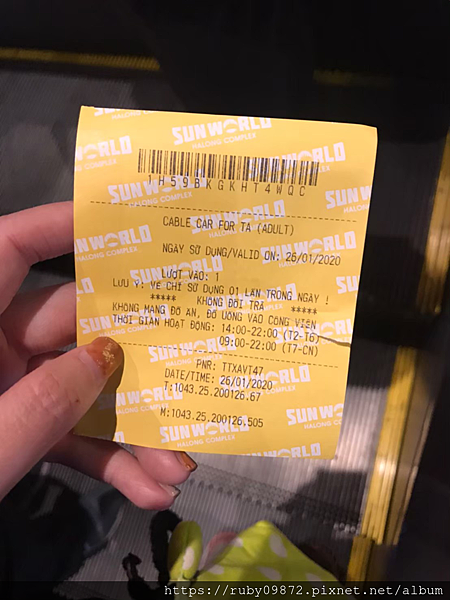 SUN WORLD
HALONG COMPLEX
1H59BKGKHT4WQC
CABLE CAR FOR TA (ADULT)
NGÀY SỬ DỤNG/VALID ON: 26/01/2020
LƯỢT VÀO: 1
LƯU Ý: VÉ CHỈ SỬ DỤNG 01 LẦN TRONG NGÀY !
***** KHÔNG ĐỔI TRẢ *****
KHÔNG MANG ĐỒ ĂN, ĐỒ UỐNG VÀO CÔNG VIÊN
THỜI GIAN HOẠT ĐỘNG: 14:00-22:00 (T2-T6)
09:00-22:00 (T7-CN)
PNR: TTXAVT47
DATE/TIME: 26/01/2020
T:1043.25.200126.67
M:1043.25.200126.505
https://ruby09872.pixnet.net/album